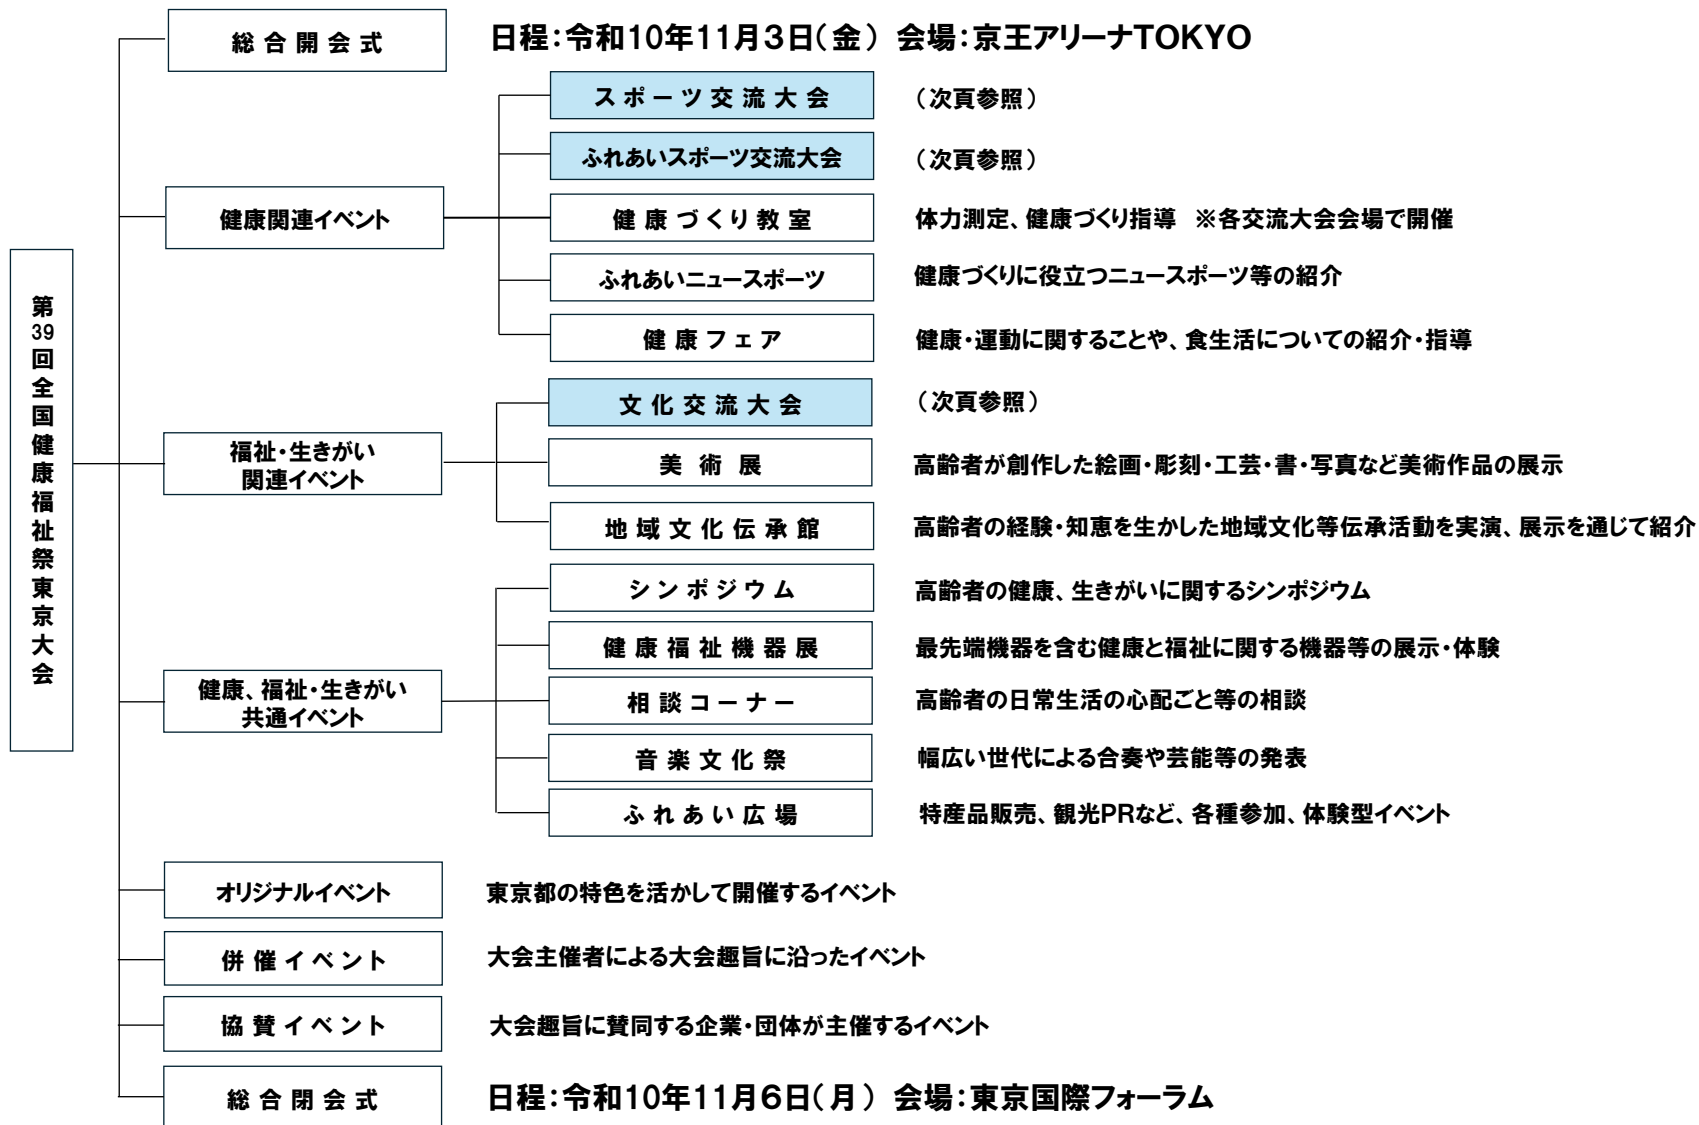 第39回全国健康福祉祭東京大会
総合開会式
日程:令和10年11月3日(金) 会場:京王アリーナTOKYO
健康関連イベント
スポーツ交流大会
(次頁参照)
ふれあいスポーツ交流大会
(次頁参照)
健康づくり教室
体力測定、健康づくり指導 ※各交流大会会場で開催
ふれあいニュースポーツ
健康づくりに役立つニュースポーツ等の紹介
健康フェア
健康・運動に関することや、食生活についての紹介・指導
福祉・生きがい
関連イベント
文化交流大会
(次頁参照)
美術展
高齢者が創作した絵画・彫刻・工芸・書・写真など美術作品の展示
地域文化伝承館
高齢者の経験・知恵を生かした地域文化等伝承活動を実演、展示を通じて紹介
健康、福祉・生きがい
共通イベント
シンポジウム
高齢者の健康、生きがいに関するシンポジウム
健康福祉機器展
最先端機器を含む健康と福祉に関する機器等の展示・体験
相談コーナー
高齢者の日常生活の心配ごと等の相談
音楽文化祭
幅広い世代による合奏や芸能等の発表
ふれあい広場
特産品販売、観光PRなど、各種参加、体験型イベント
オリジナルイベント
東京都の特色を活かして開催するイベント
併催イベント
大会主催者による大会趣旨に沿ったイベント
協賛イベント
大会趣旨に賛同する企業・団体が主催するイベント
総合閉会式
日程:令和10年11月6日(月) 会場:東京国際フォーラム